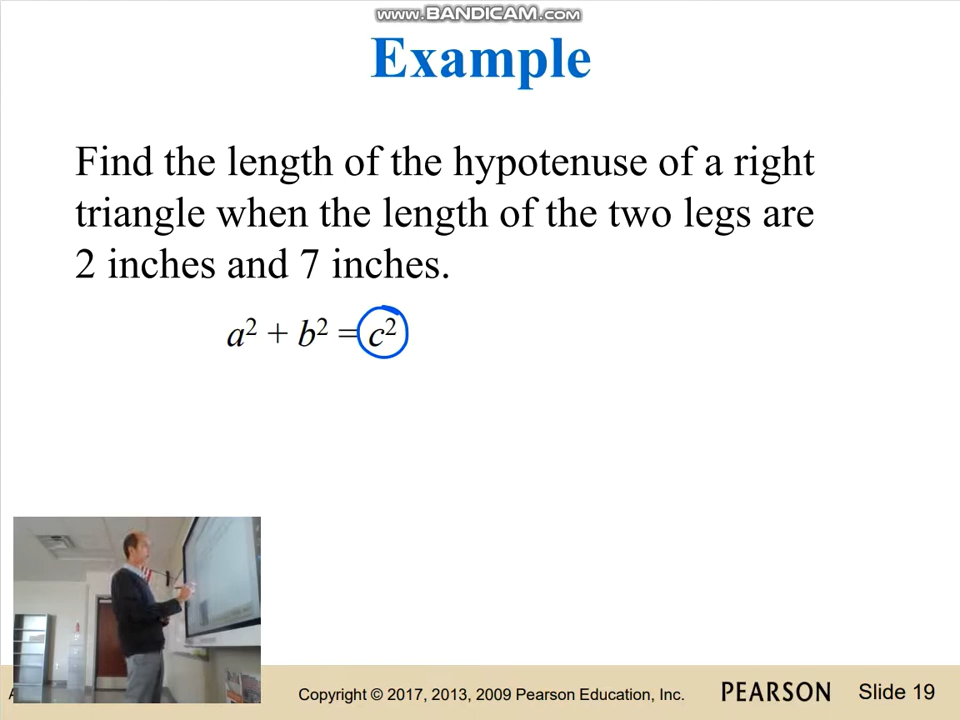 www.BANDICAM.com
Example
Find the length of the hypotenuse of a right
triangle when the length of the two legs are
2 inches and 7 inches.
a² + b² = c²
Copyright © 2017, 2013, 2009 Pearson Education, Inc.
PEARSON
Slide 19